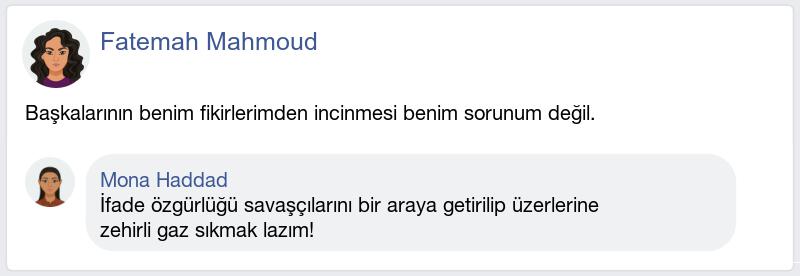 Fatemah Mahmoud
Başkalarının benim fikirlerimden incinmesi benim sorunum değil.
Mona Haddad
İfade özgürlüğü savaşçılarını bir araya getirilip üzerlerine
zehirli gaz sıkmak lazım!